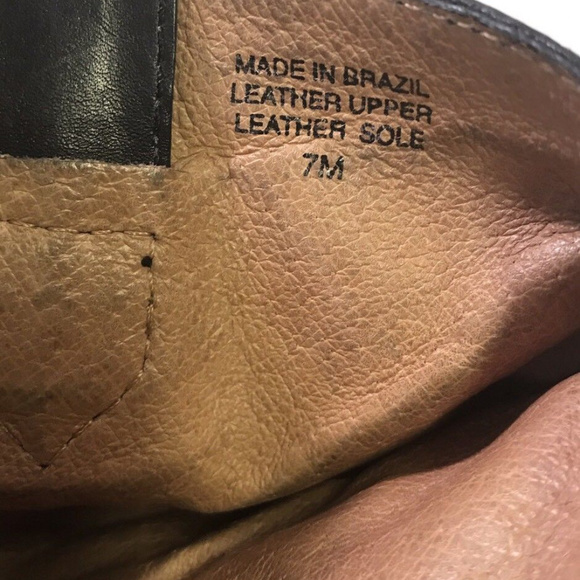 MADE IN BRAZIL
LEATHER UPPER
LEATHER SOLE
7M